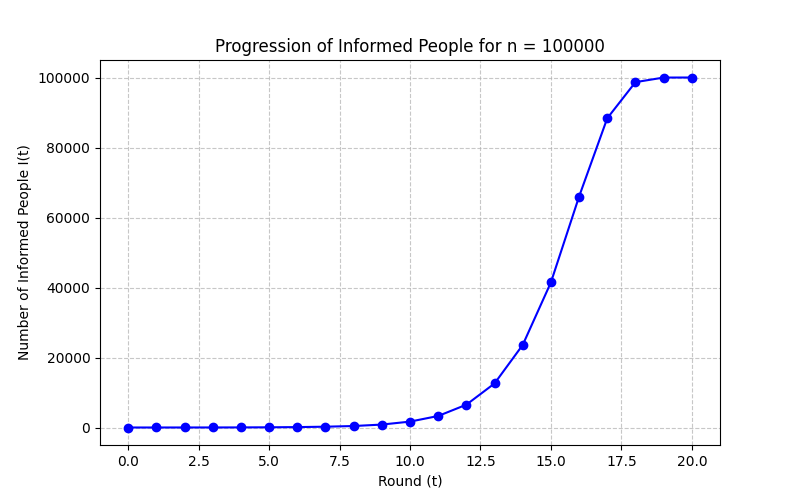 Progression of Informed People for n = 100000
Number of Informed People I(t)
100000
80000
60000
40000
20000
0
0.0 2.5 5.0 7.5 10.0 12.5 15.0 17.5 20.0
Round (t)